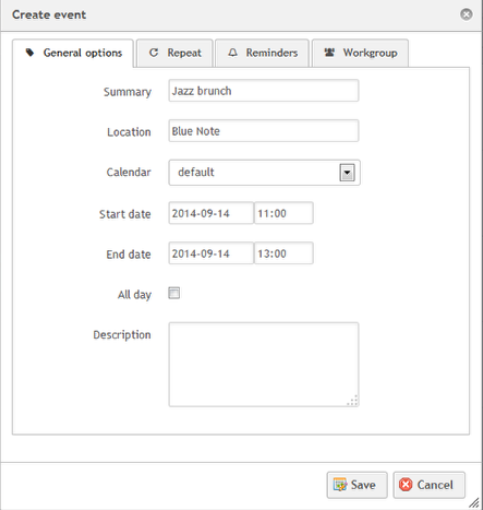 Create event
General options Repeat Reminders Workgroup
Summary Jazz brunch
Location Blue Note
Calendar default
Start date 2014-09-14 11:00
End date 2014-09-14 13:00
All day
Description
Save Cancel